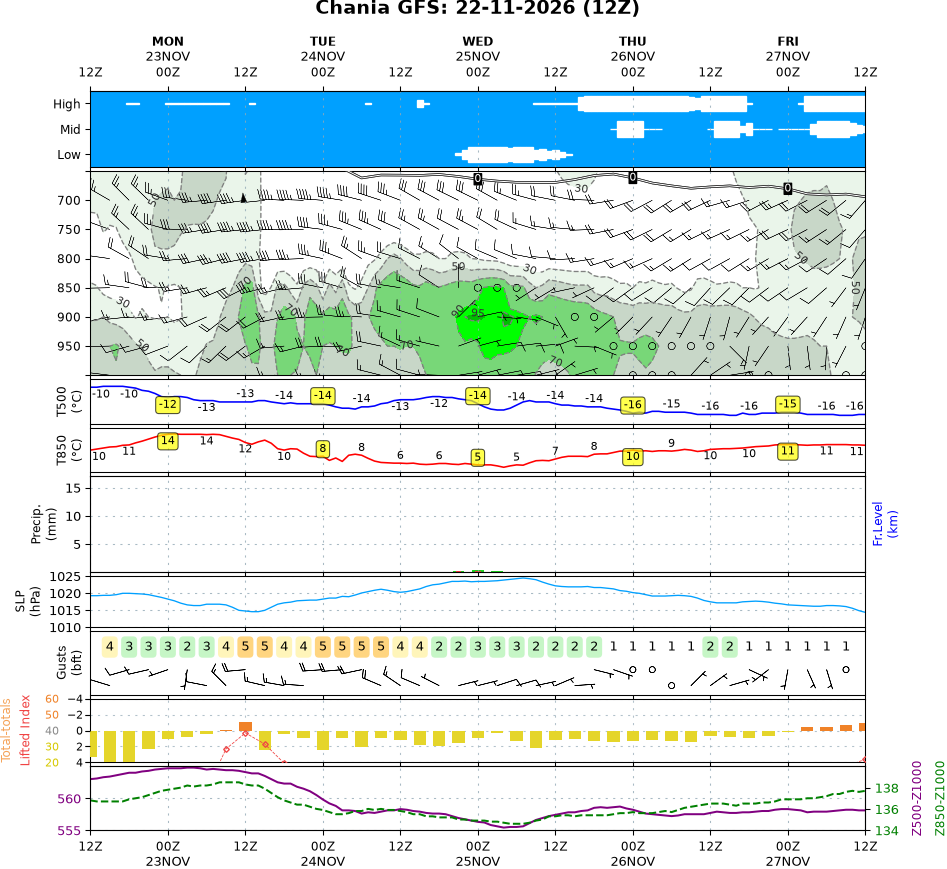 Chania GFS: 22-11-2026 (12Z)
MON TUE WED THU FRI
23NOV 24NOV 25NOV 26NOV 27NOV
12Z 00Z 12Z 00Z 12Z 00Z 12Z 00Z 12Z 00Z 12Z
High
Mid
Low
0 0 0
700
750
800
850
900
950
50 30 50 30 50 30 50 50 90 95 70
T500
(°C)
-10 -10 -12 -13 -13 -14 -14 -14 -13 -12 -14 -14 -14 -14 -16 -15 -16 -16 -15 -16 -16
T850
(°C)
10 11 14 14 12 10 8 8 6 6 5 5 7 8 10 9 10 10 11 11 11
Precip.
(mm)
15
10
5
Fr.Level
(km)
SLP
(hPa)
1025
1020
1015
1010
Gusts
(bft)
4 3 3 3 2 3 4 5 5 4 4 5 5 5 5 4 4 2 2 3 3 3 2 2 2 2 1 1 1 1 1 2 2 1 1 1 1 1 1
Total-totals
Lifted Index
60 −4
50 −2
40 0
30 2
20 4
560
555
138
136
134
Z500-Z1000
Z850-Z1000
12Z 00Z 12Z 00Z 12Z 00Z 12Z 00Z 12Z 00Z 12Z
23NOV 24NOV 25NOV 26NOV 27NOV